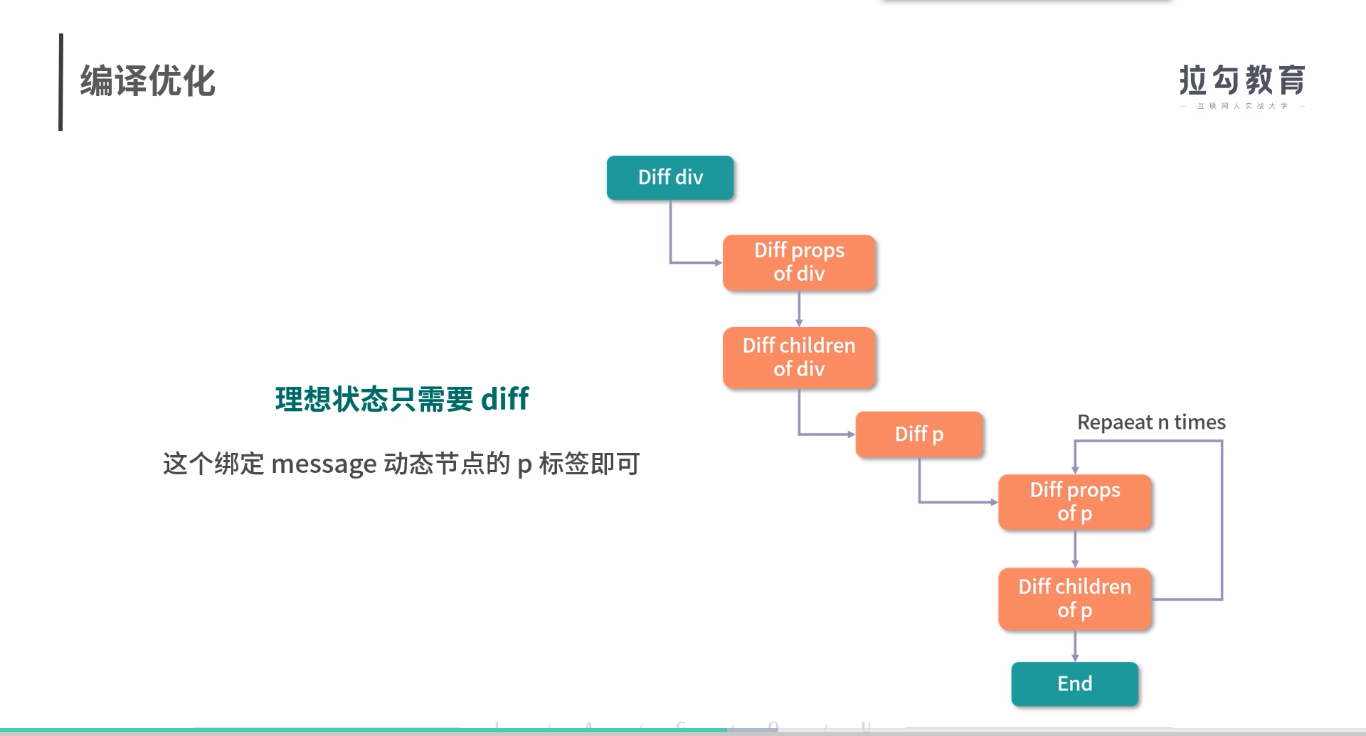 编译优化
拉勾教育
互联网人实战大学
Diff div
Diff props
of div
Diff children
of div
理想状态只需要 diff
这个绑定 message 动态节点的 p 标签即可
Diff p
Repaeat n times
Diff props
of p
Diff children
of p
End
L / A / G / O / U